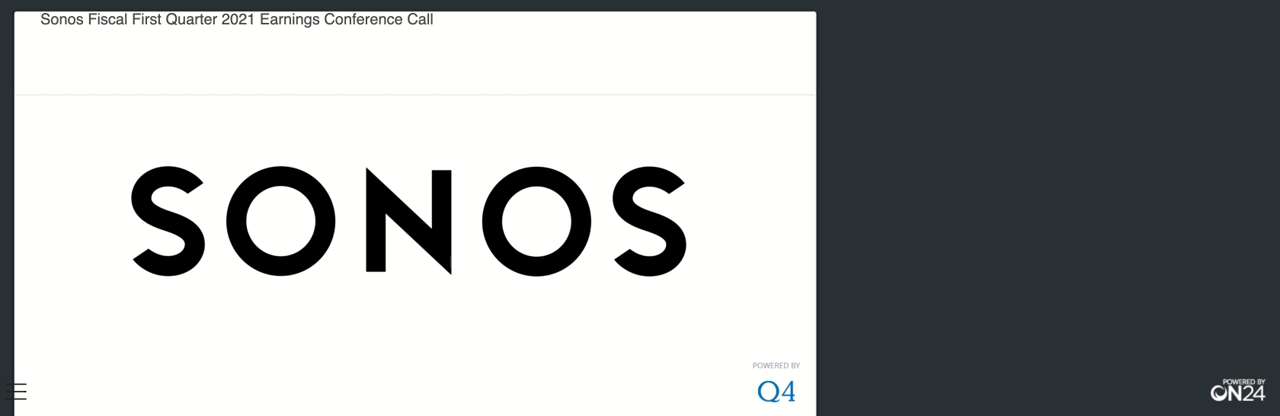 Sonos Fiscal First Quarter 2021 Earnings Conference Call
SONOS
POWERED BY
Q4
POWERED BY
ON24